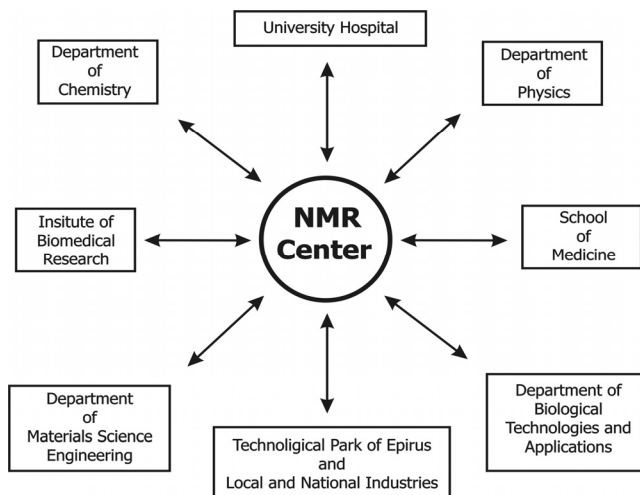 University Hospital
Department
of
Chemistry
Department
of
Physics
NMR
Center
Insitute of
Biomedical
Research
School
of
Medicine
Department
of
Materials Science
Engineering
Technoligical Park of Epirus
and
Local and National Industries
Department of
Biological
Technologies and
Applications